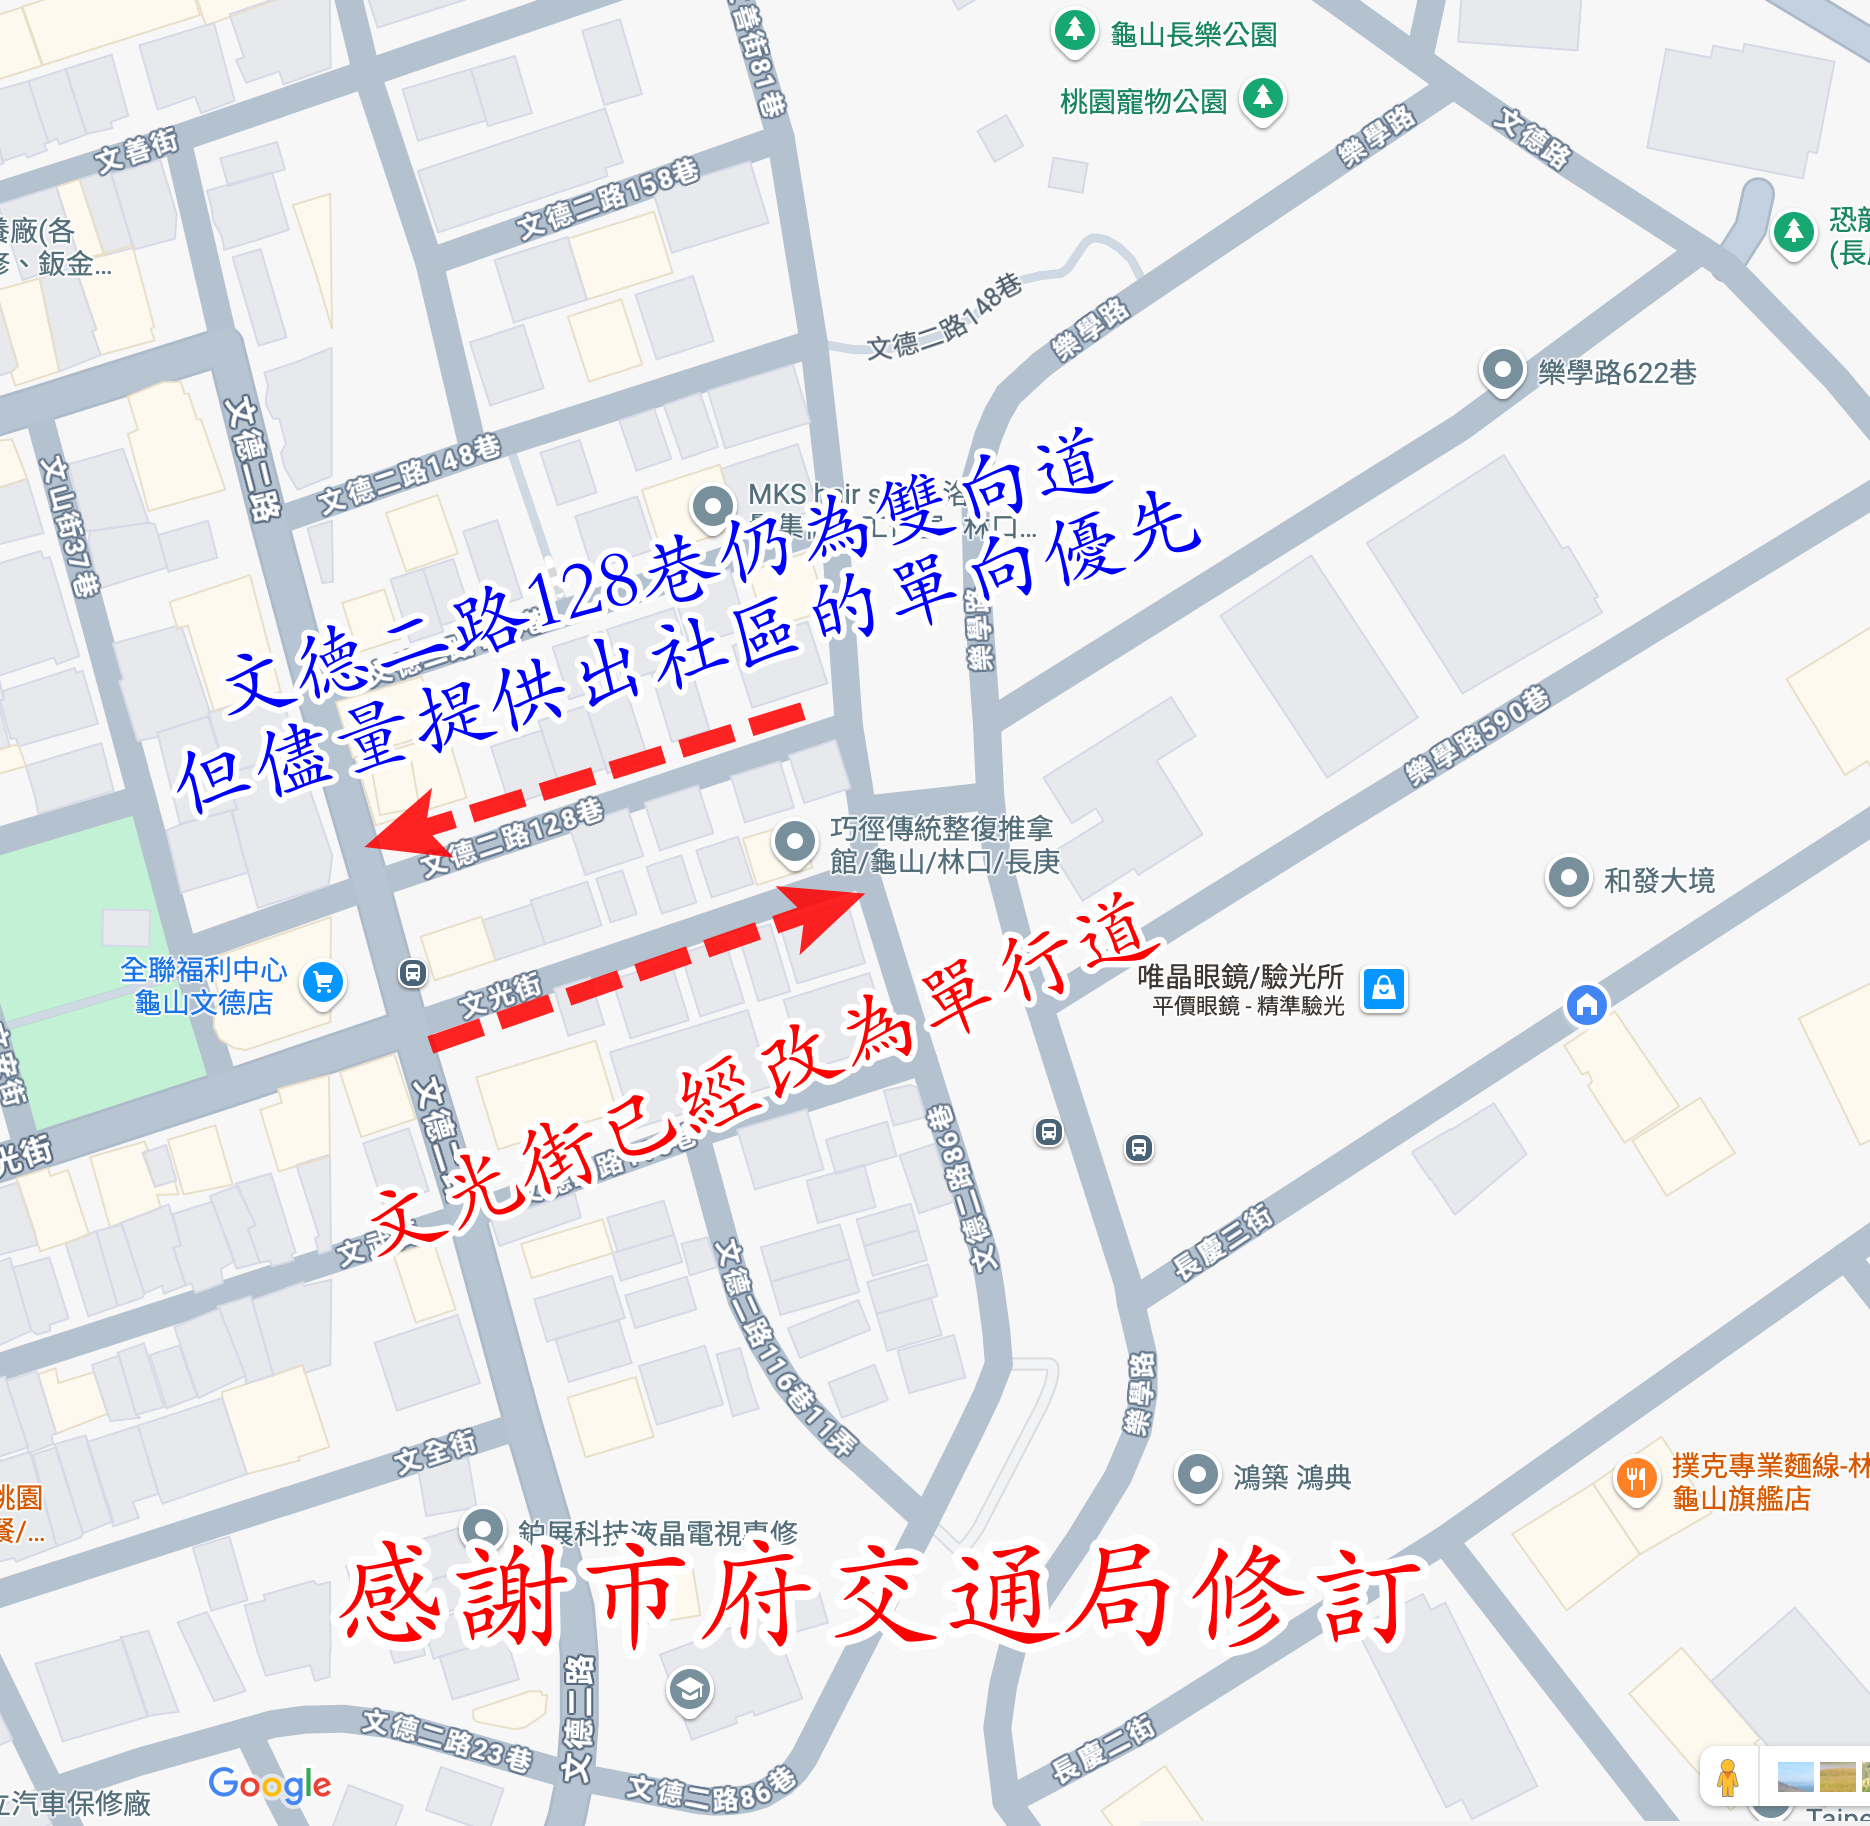 文善街81巷
龜山長樂公園
桃園寵物公園
樂學路
文德路
文善街
文德二路158巷
養廠(各
修、鈑金...
恐龍
文德二路148巷
樂學路
樂學路622巷
文德二路
文山街37巷
文德二路148巷
MKS hair
林口...
文德二路128巷仍為雙向道
但儘量提供出社區的單向優先
樂學路
樂學路590巷
文德二路128巷
巧徑傳統整復推拿
館/龜山/林口/長庚
和發大境
全聯福利中心
龜山文德店
文光街
唯晶眼鏡/驗光所
平價眼鏡 - 精準驗光
文光街已經改為單行道
文德二路
光街
文德二路86巷
長慶三街
文德二路116巷11弄
樂學路
文全街
鴻築 鴻典
撲克專業麵線-林
龜山旗艦店
桃園
餐/...
鈩展科技液晶電視專修
感謝市府交通局修訂
文德二路
文德二路23巷
文德二路86巷
長慶二街
Google
立汽車保修廠
Taipe